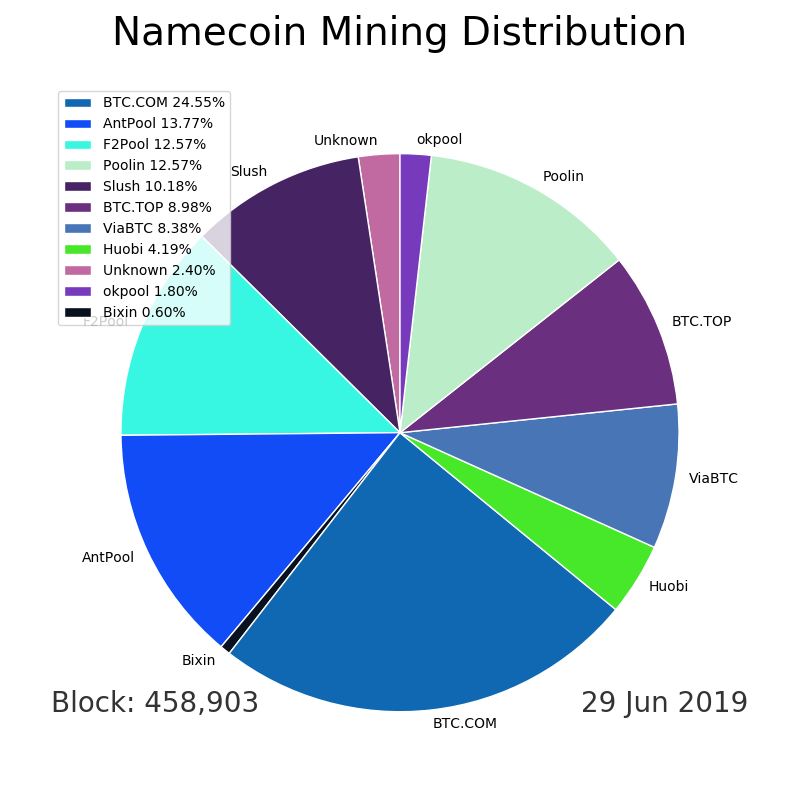 Namecoin Mining Distribution
BTC.COM 24.55%
AntPool 13.77%
F2Pool 12.57%
Poolin 12.57%
Slush 10.18%
BTC.TOP 8.98%
ViaBTC 8.38%
Huobi 4.19%
Unknown 2.40%
okpool 1.80%
Bixin 0.60%
Unknown
okpool
Slush
Poolin
F2Pool
BTC.TOP
ViaBTC
AntPool
Huobi
Bixin
BTC.COM
Block: 458,903
29 Jun 2019